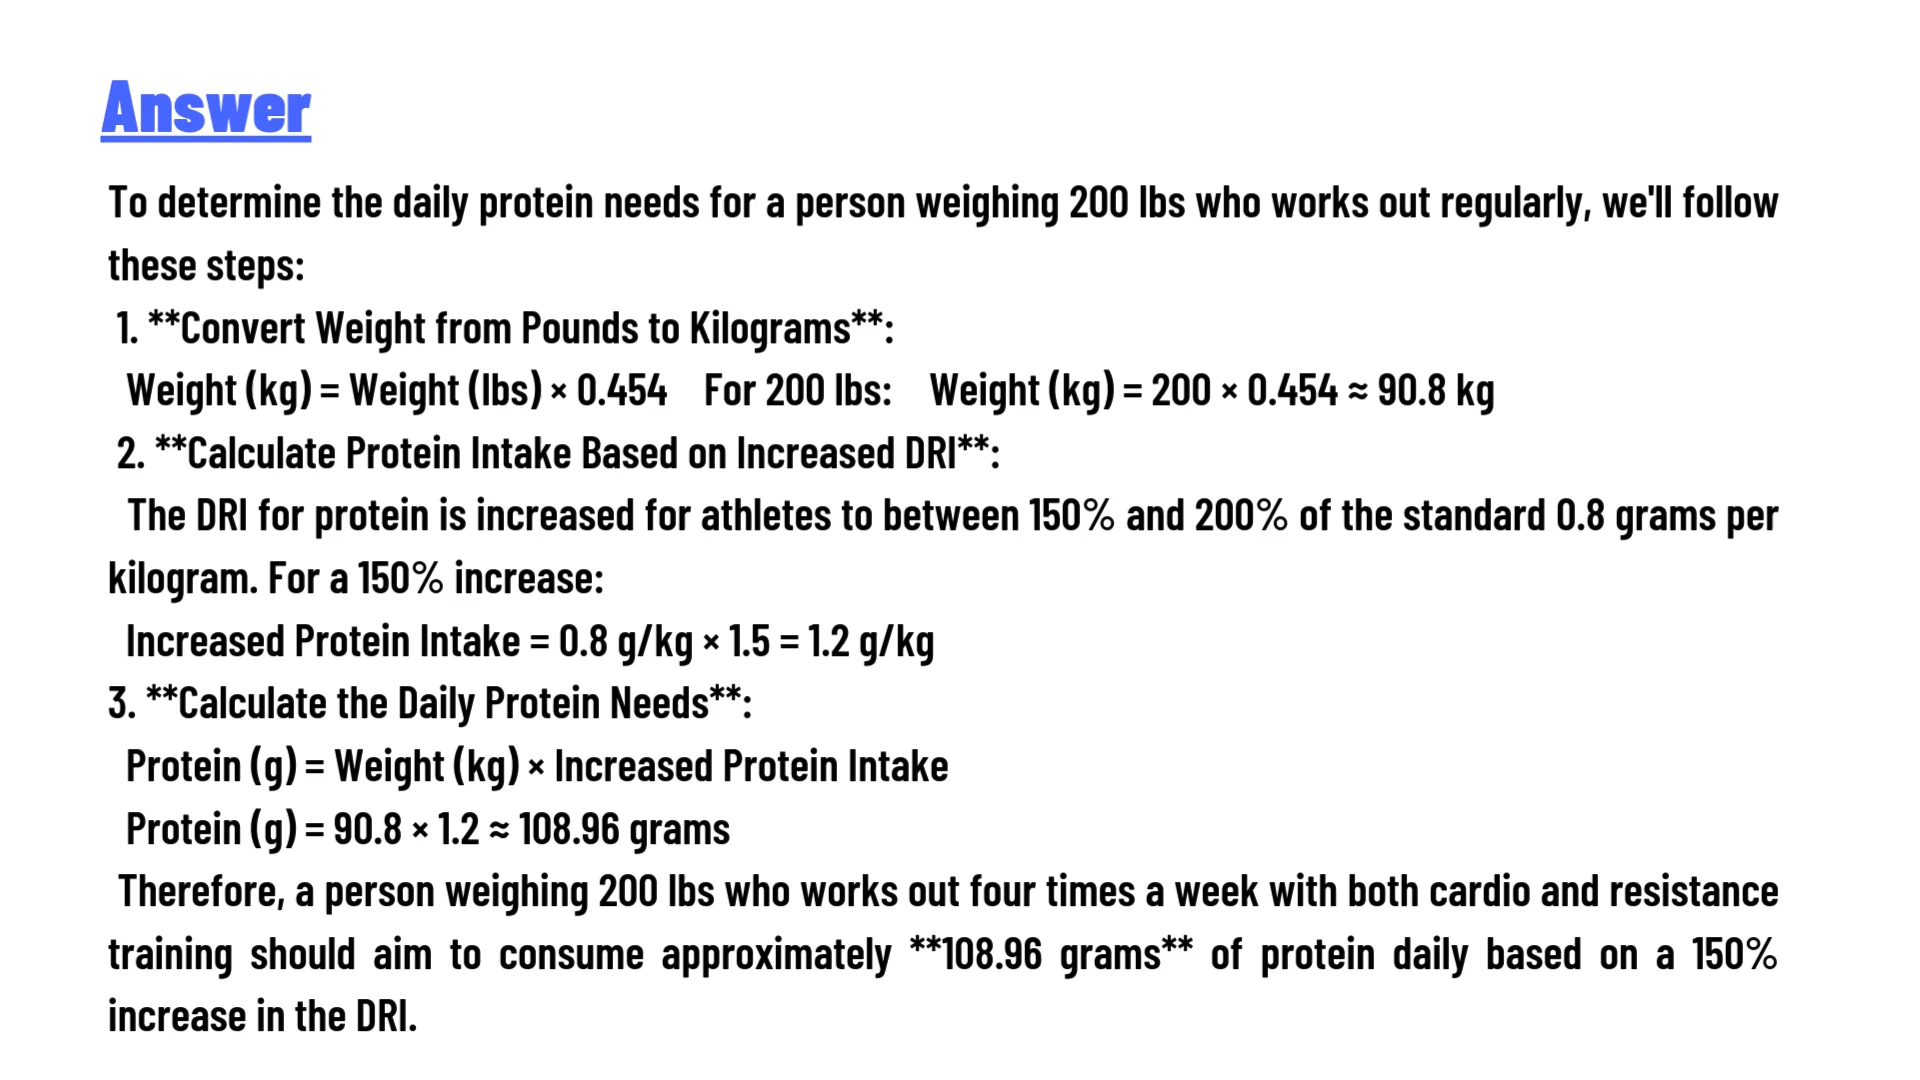 Answer
To determine the daily protein needs for a person weighing 200 lbs who works out regularly, we'll follow
these steps:
1. **Convert Weight from Pounds to Kilograms**:
Weight (kg) = Weight (lbs) × 0.454 For 200 lbs: Weight (kg) = 200 × 0.454 ≈ 90.8 kg
2. **Calculate Protein Intake Based on Increased DRI**:
The DRI for protein is increased for athletes to between 150% and 200% of the standard 0.8 grams per
kilogram. For a 150% increase:
Increased Protein Intake = 0.8 g/kg × 1.5 = 1.2 g/kg
3. **Calculate the Daily Protein Needs**:
Protein (g) = Weight (kg) × Increased Protein Intake
Protein (g) = 90.8 × 1.2 ≈ 108.96 grams
Therefore, a person weighing 200 lbs who works out four times a week with both cardio and resistance
training should aim to consume approximately **108.96 grams** of protein daily based on a 150%
increase in the DRI.